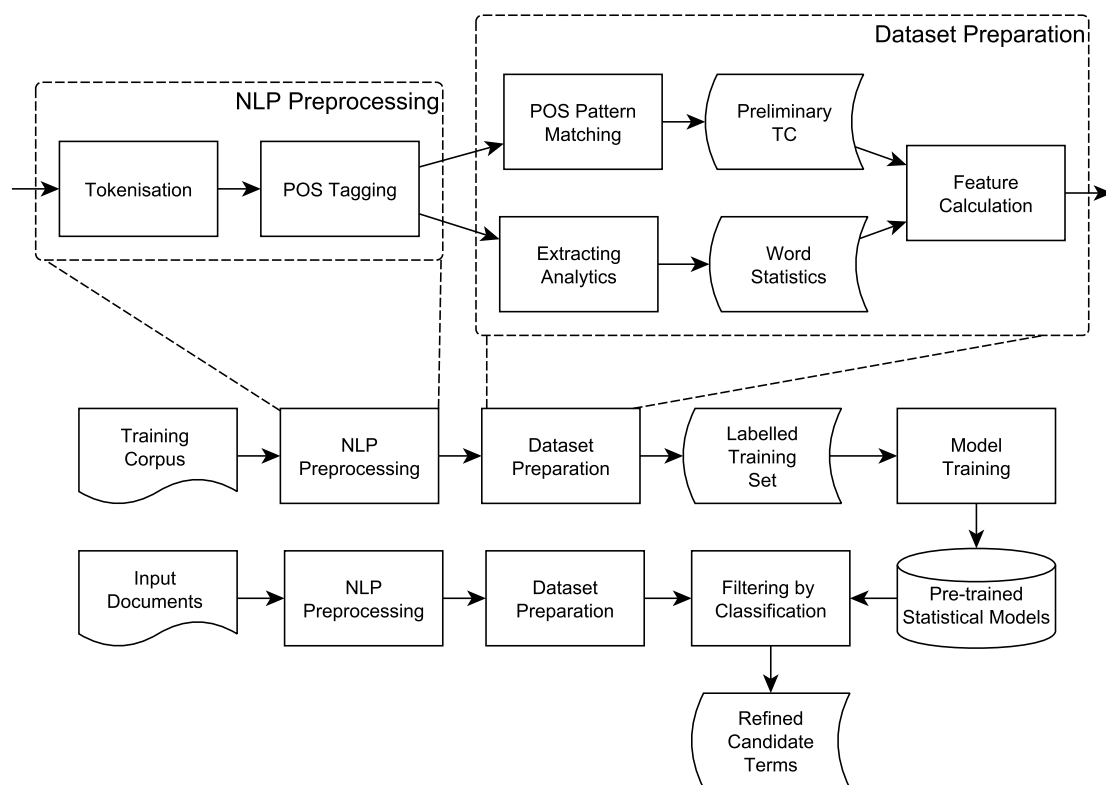 Dataset Preparation
NLP Preprocessing
Tokenisation
POS Tagging
POS Pattern
Matching
Preliminary
TC
Extracting
Analytics
Word
Statistics
Feature
Calculation
Training
Corpus
NLP
Preprocessing
Dataset
Preparation
Labelled
Training
Set
Model
Training
Input
Documents
NLP
Preprocessing
Dataset
Preparation
Filtering by
Classification
Pre-trained
Statistical Models
Refined
Candidate
Terms